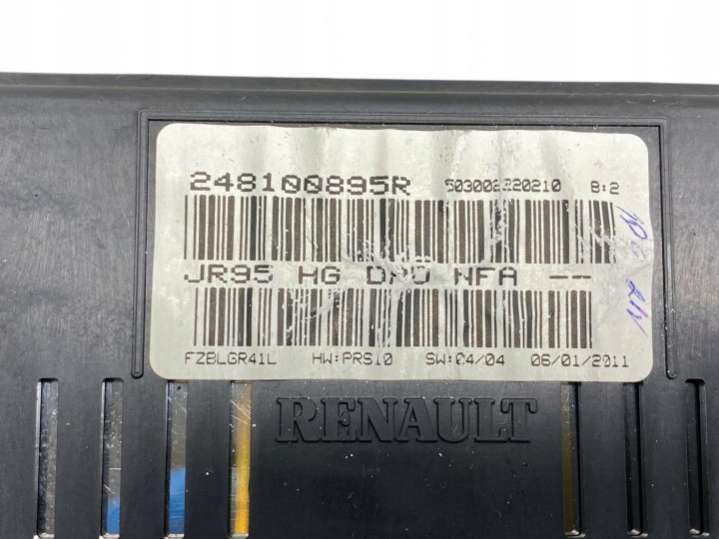 248100895R 503002220210 B:2
JR95 HG DPD NFA --
FZBLGR41L HW:PRS10 SW:04/04 06/01/2011
RENAULT